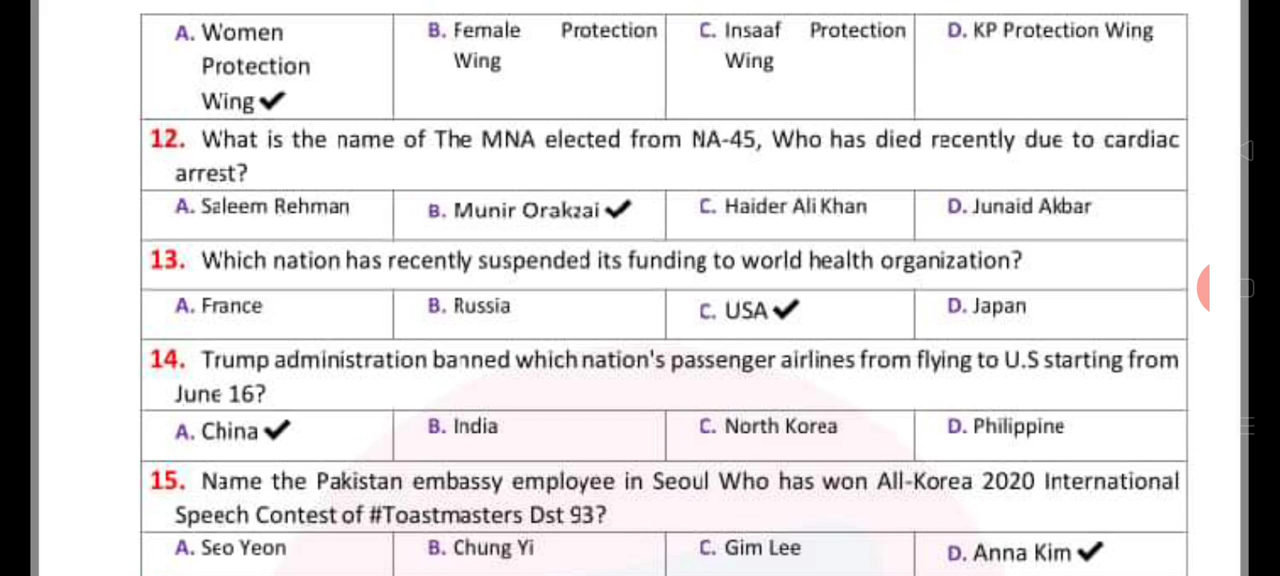 A. Women Protection Wing ✔ B. Female Protection Wing C. Insaaf Protection Wing D. KP Protection Wing
12. What is the name of The MNA elected from NA-45, Who has died recently due to cardiac
arrest?
A. Saleem Rehman B. Munir Orakzai ✔ C. Haider Ali Khan D. Junaid Akbar
13. Which nation has recently suspended its funding to world health organization?
A. France B. Russia C. USA ✔ D. Japan
14. Trump administration banned which nation's passenger airlines from flying to U.S starting from
June 16?
A. China ✔ B. India C. North Korea D. Philippine
15. Name the Pakistan embassy employee in Seoul Who has won All-Korea 2020 International
Speech Contest of #Toastmasters Dst 93?
A. Seo Yeon B. Chung Yi C. Gim Lee D. Anna Kim ✔